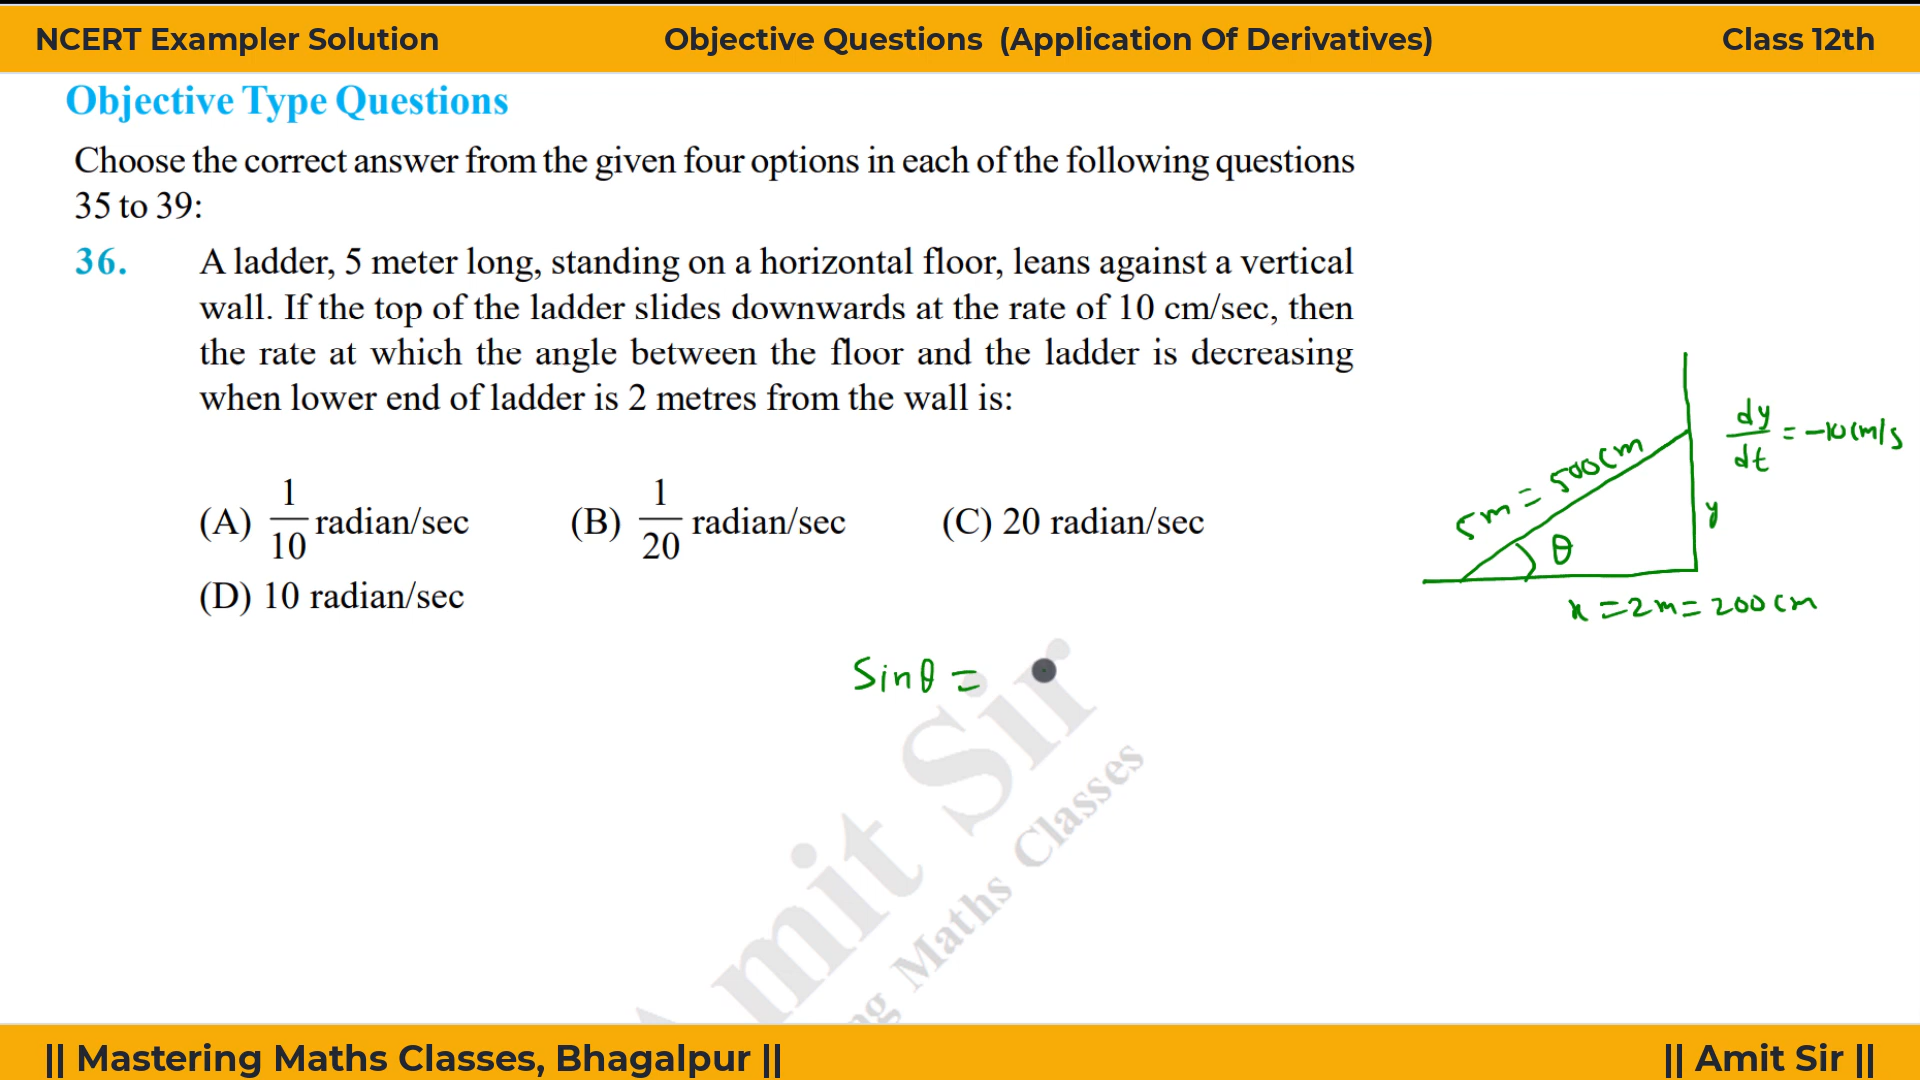 NCERT Exampler Solution Objective Questions (Application Of Derivatives) Class 12th
Objective Type Questions
Choose the correct answer from the given four options in each of the following questions
35 to 39:
36. A ladder, 5 meter long, standing on a horizontal floor, leans against a vertical
wall. If the top of the ladder slides downwards at the rate of 10 cm/sec, then
the rate at which the angle between the floor and the ladder is decreasing
when lower end of ladder is 2 metres from the wall is:
(A) 1/10 radian/sec (B) 1/20 radian/sec (C) 20 radian/sec
(D) 10 radian/sec
dy/dt = -10 cm/s
5m = 500cm
y
θ
x = 2m = 200cm
Sinθ =
Amit Sir
ng Maths Classes
|| Mastering Maths Classes, Bhagalpur || || Amit Sir ||